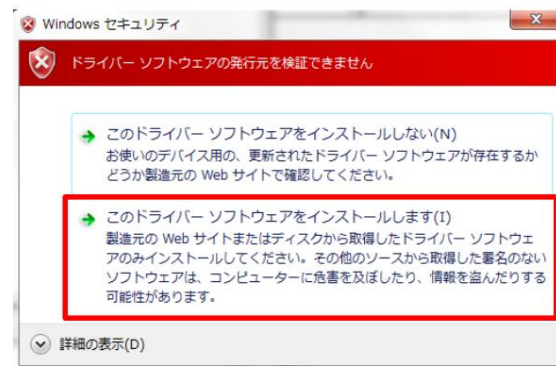 Windows セキュリティ
ドライバー ソフトウェアの発行元を検証できません
このドライバー ソフトウェアをインストールしない(N)
お使いのデバイス用の、更新されたドライバー ソフトウェアが存在するか
どうか製造元の Web サイトで確認してください。
このドライバー ソフトウェアをインストールします(I)
製造元の Web サイトまたはディスクから取得したドライバー ソフトウェ
アのみインストールしてください。その他のソースから取得した署名のない
ソフトウェアは、コンピューターに危害を及ぼしたり、情報を盗んだりする
可能性があります。
詳細の表示(D)